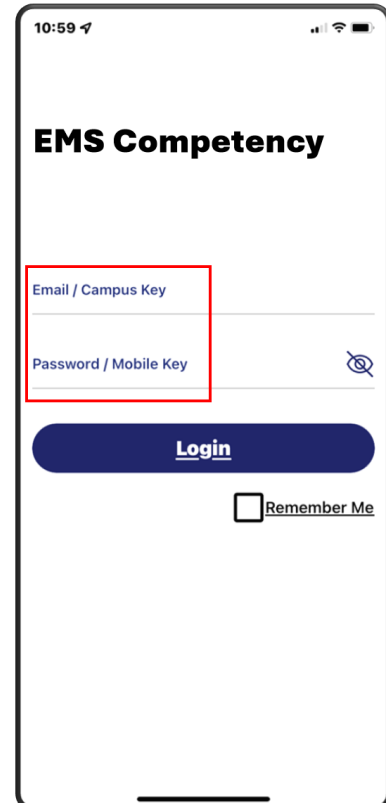 10:59
EMS Competency
Email / Campus Key
Password / Mobile Key
Login
Remember Me